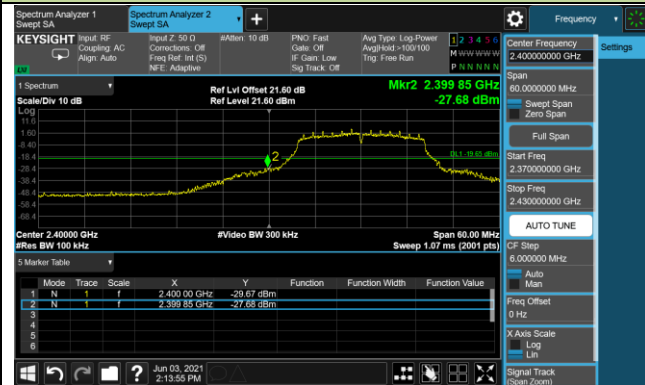 Spectrum Analyzer 1
Swept SA
Spectrum Analyzer 2
Swept SA
+
Frequency
KEYSIGHT
Input: RF
Coupling: AC
Align: Auto
Input Z: 50 Ω
Corrections: Off
Freq Ref: Int (S)
NFE: Adaptive
#Atten: 10 dB
PNO: Fast
Gate: Off
IF Gain: Low
Sig Track: Off
Avg Type: Log-Power
Avg|Hold:>100/100
Trig: Free Run
1 2 3 4 5 6
M W W W W W
P N N N N N
LXI
1 Spectrum
Scale/Div 10 dB
Ref Lvl Offset 21.60 dB
Ref Level 21.60 dBm
Mkr2 2.399 85 GHz
-27.68 dBm
Log
11.6
1.60
-8.40
-18.4
-28.4
-38.4
-48.4
-58.4
-68.4
2
DL1 -19.65 dBm
Center 2.40000 GHz
#Res BW 100 kHz
#Video BW 300 kHz
Span 60.00 MHz
Sweep 1.07 ms (2001 pts)
5 Marker Table
Mode Trace Scale X Y Function Function Width Function Value
1 N 1 f 2.400 00 GHz -29.67 dBm
2 N 1 f 2.399 85 GHz -27.68 dBm
3
4
5
6
Jun 03, 2021
2:13:55 PM
?
Center Frequency
2.400000000 GHz
Settings
Span
60.0000000 MHz
Swept Span
Zero Span
Full Span
Start Freq
2.370000000 GHz
Stop Freq
2.430000000 GHz
AUTO TUNE
CF Step
6.000000 MHz
Auto
Man
Freq Offset
0 Hz
X Axis Scale
Log
Lin
Signal Track
(Span Zoom)